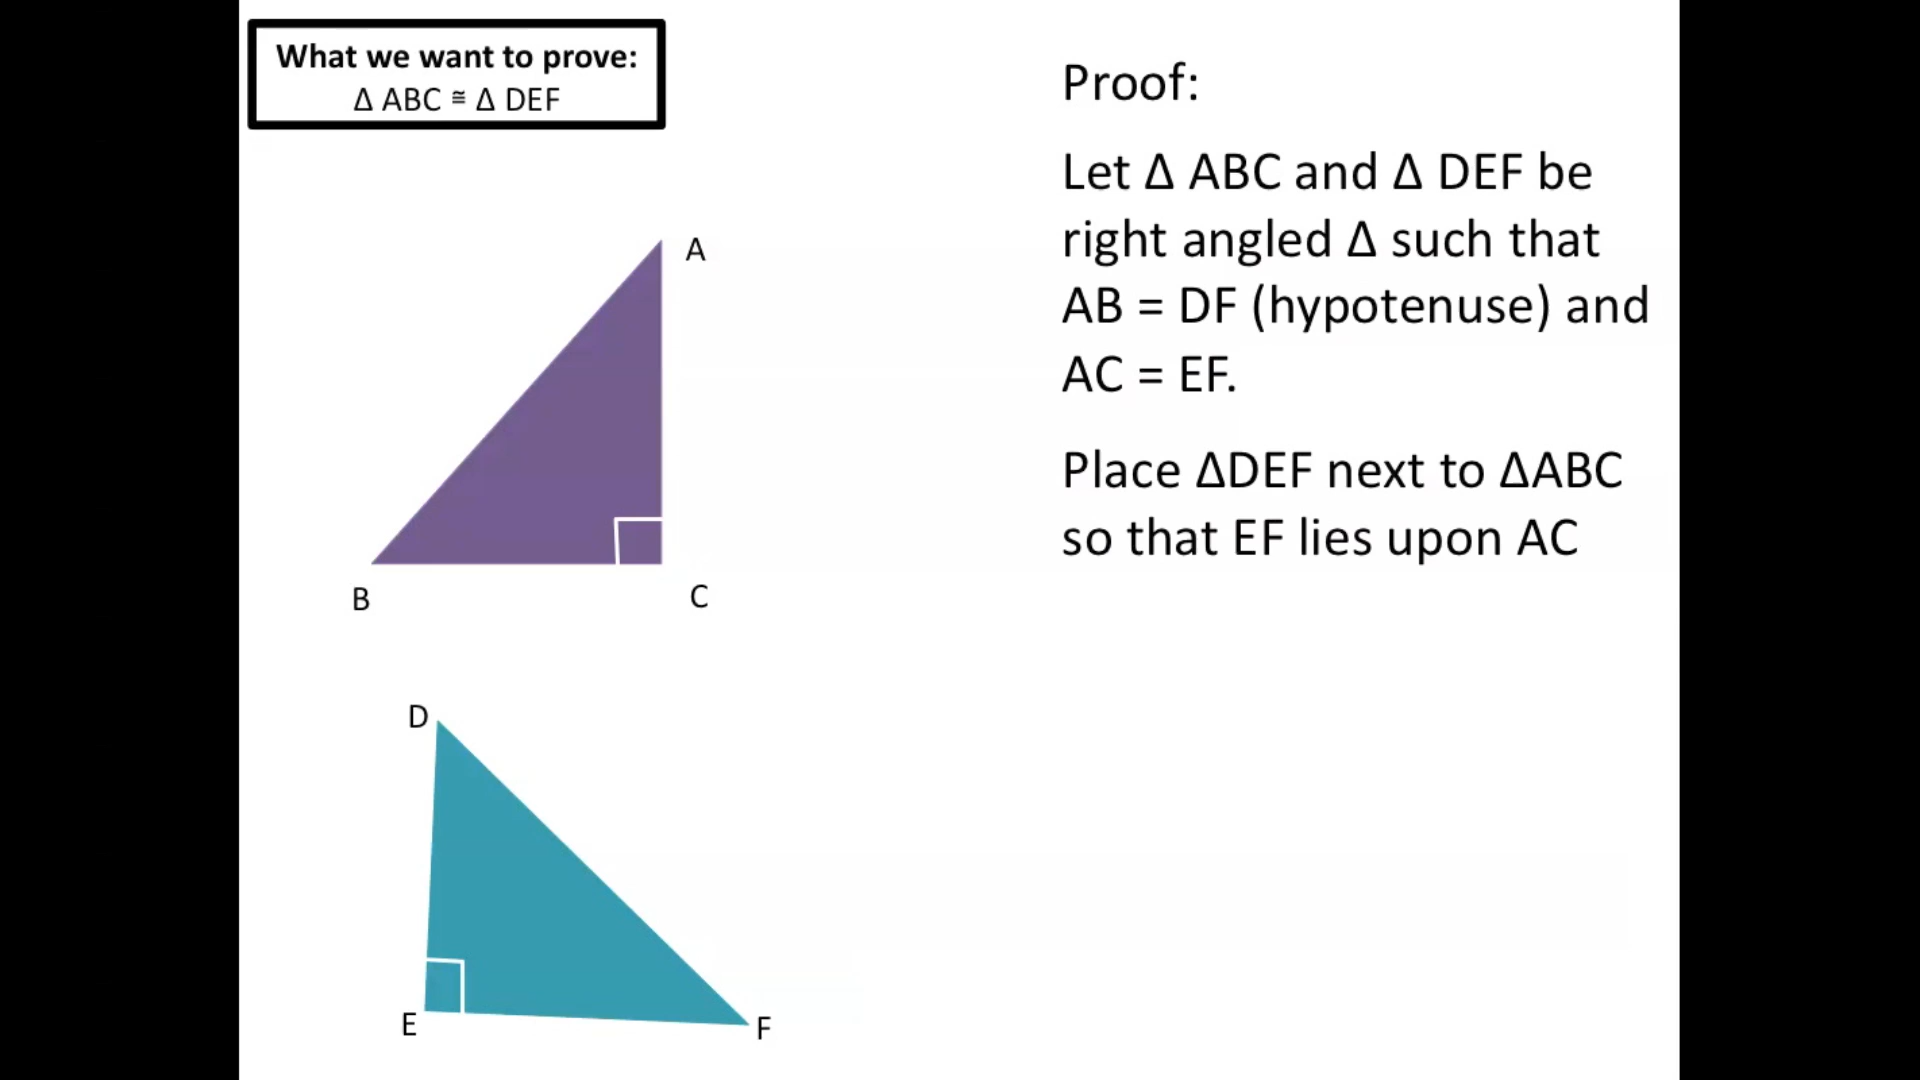 What we want to prove:
Δ ABC ≅ Δ DEF
Proof:
Let Δ ABC and Δ DEF be
right angled Δ such that
AB = DF (hypotenuse) and
AC = EF.
Place ΔDEF next to ΔABC
so that EF lies upon AC
A
B
C
D
E
F